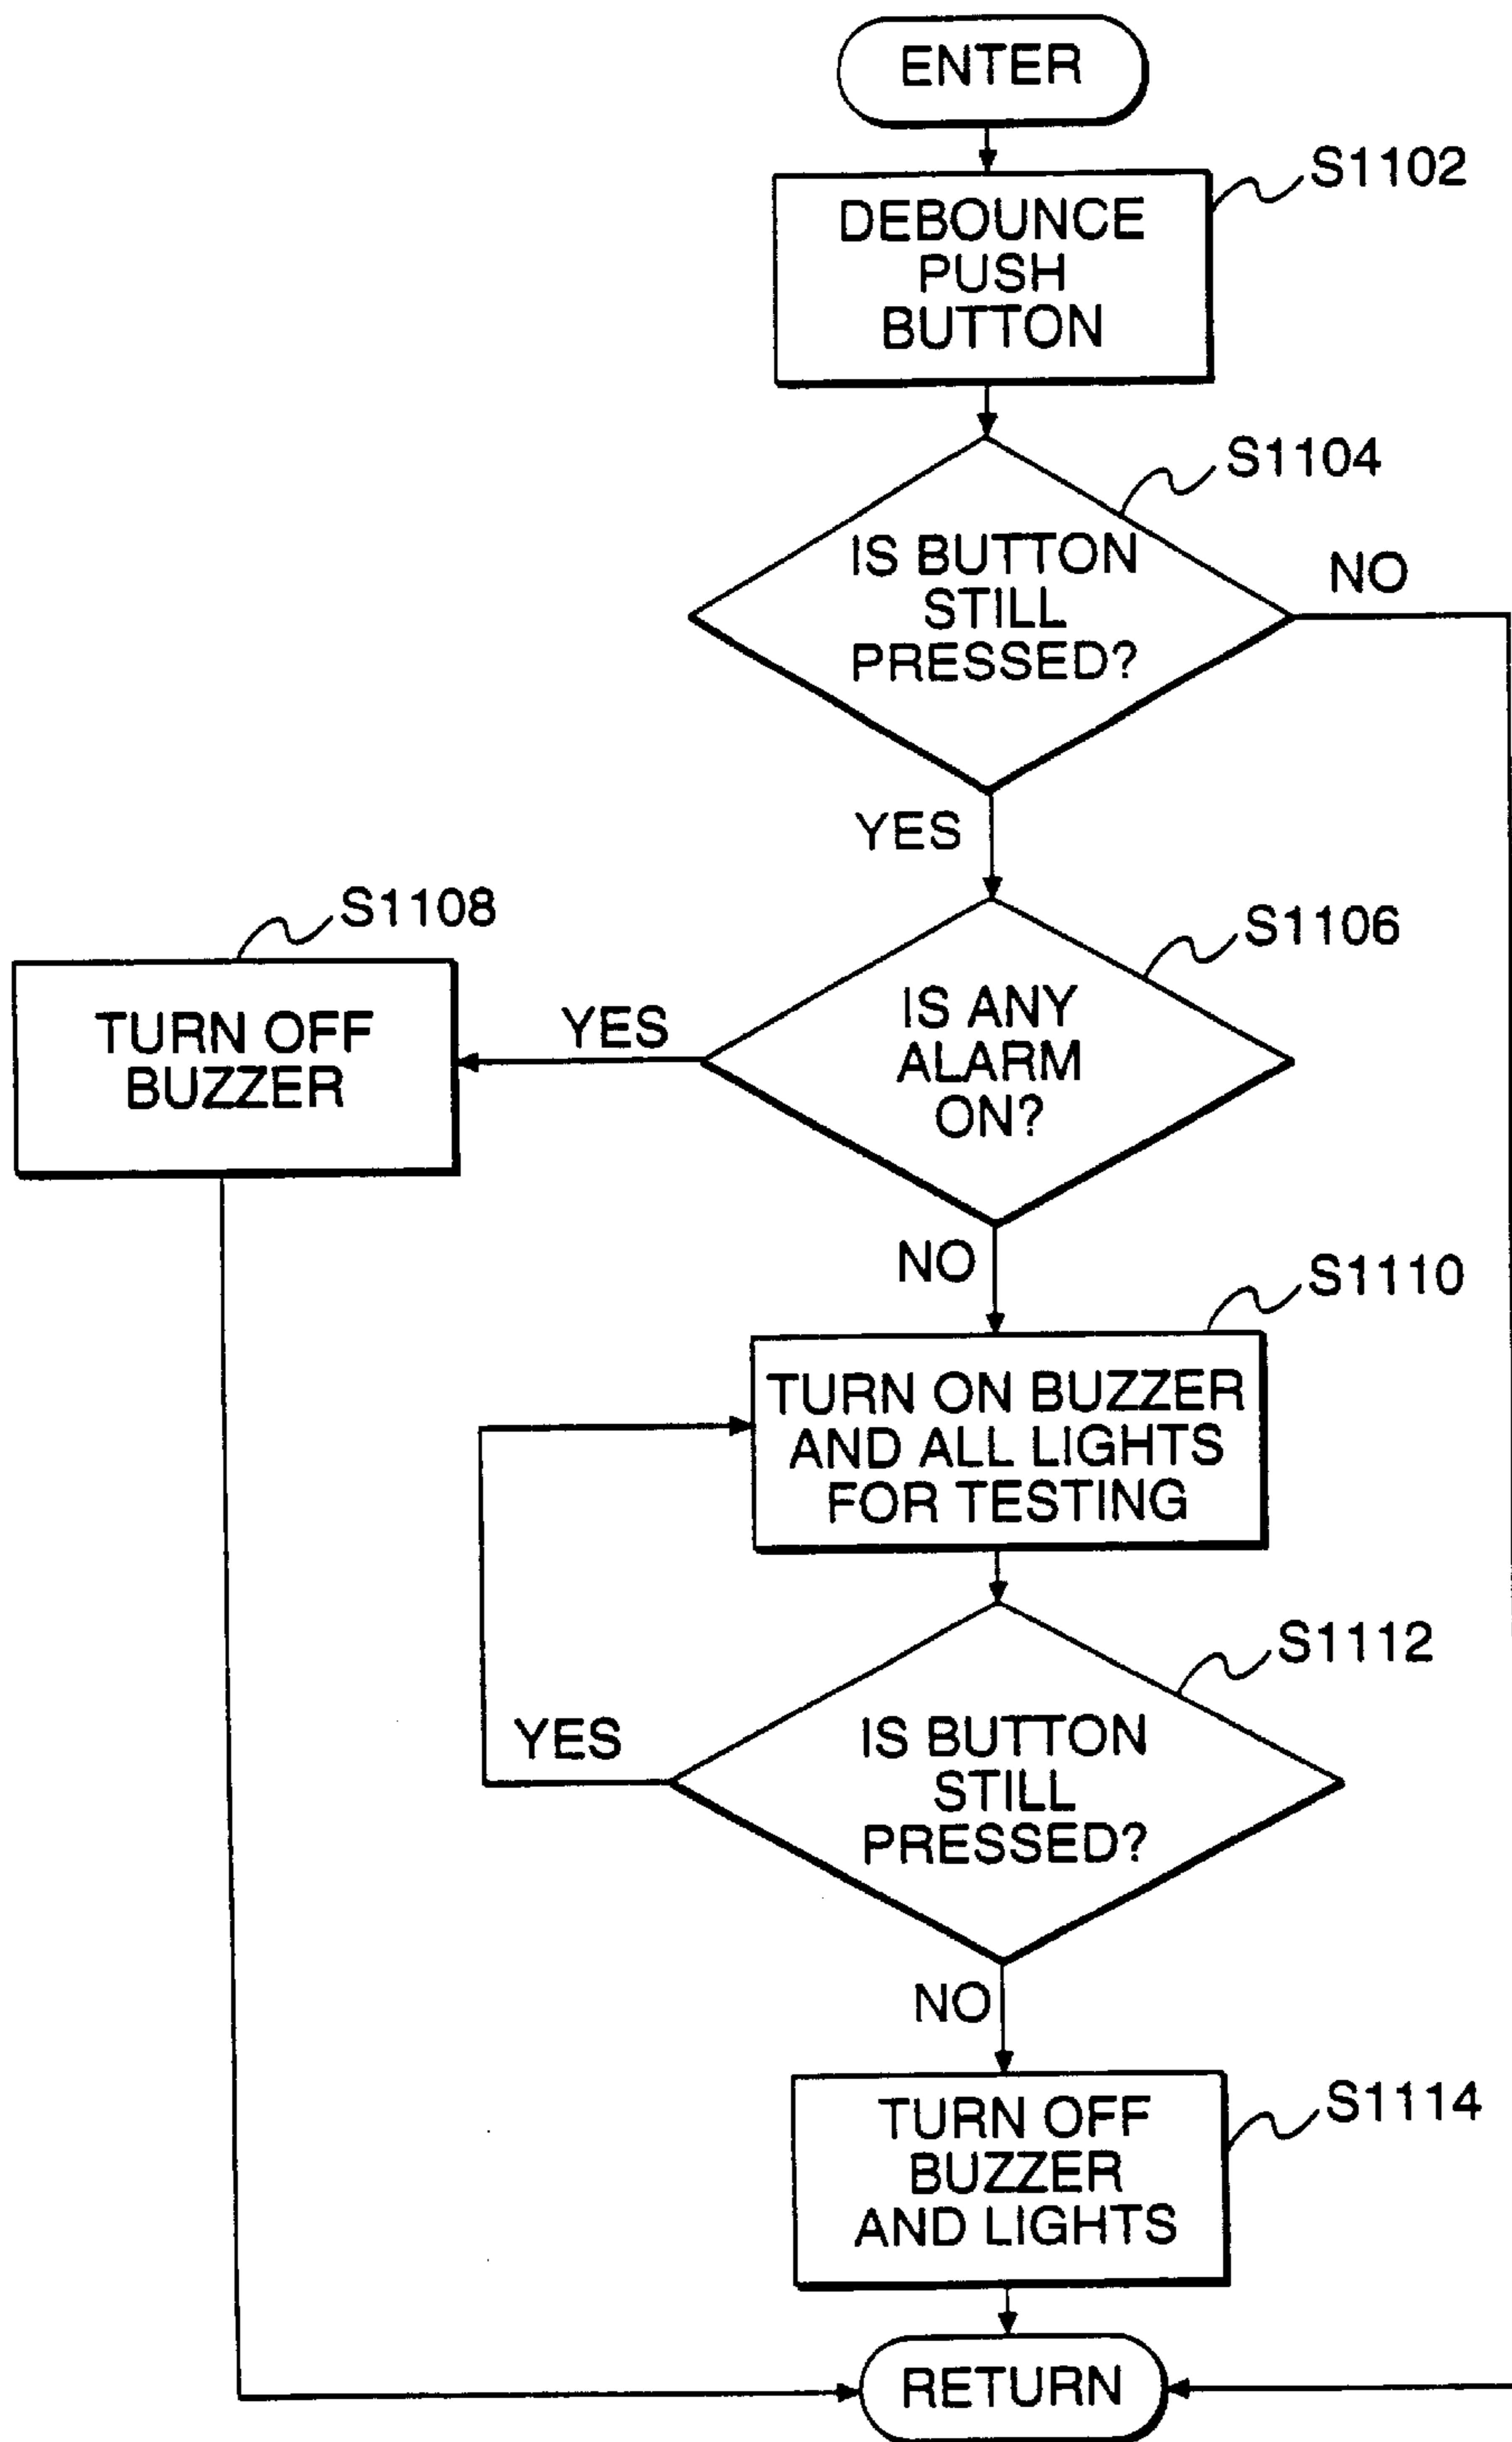 ENTER
S1102
DEBOUNCE
PUSH
BUTTON
S1104
IS BUTTON
STILL
PRESSED?
NO
YES
S1108
S1106
TURN OFF
BUZZER
YES
IS ANY
ALARM
ON?
NO
S1110
TURN ON BUZZER
AND ALL LIGHTS
FOR TESTING
S1112
YES
IS BUTTON
STILL
PRESSED?
NO
S1114
TURN OFF
BUZZER
AND LIGHTS
RETURN